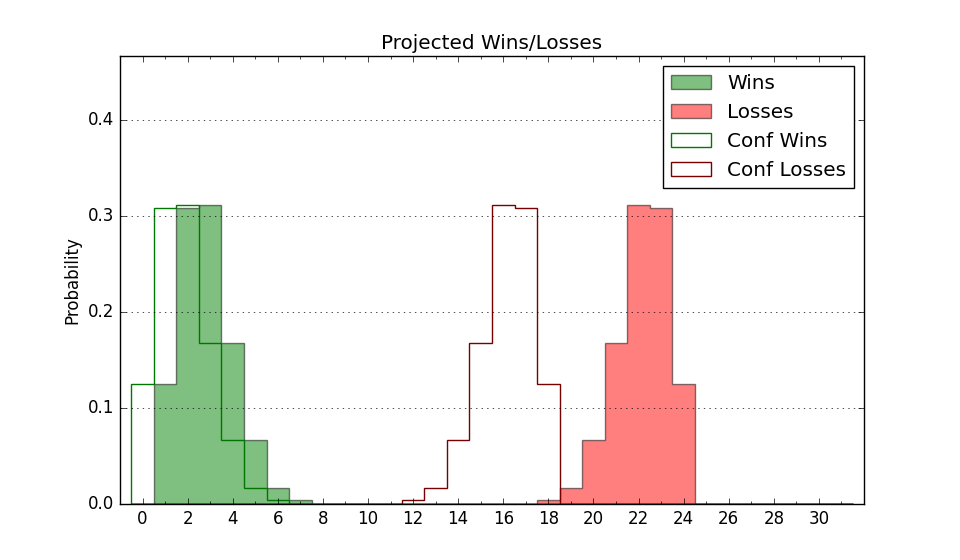 Projected Wins/Losses
Wins
Losses
Conf Wins
Conf Losses
Probability
0.4
0.3
0.2
0.1
0.0
0 2 4 6 8 10 12 14 16 18 20 22 24 26 28 30